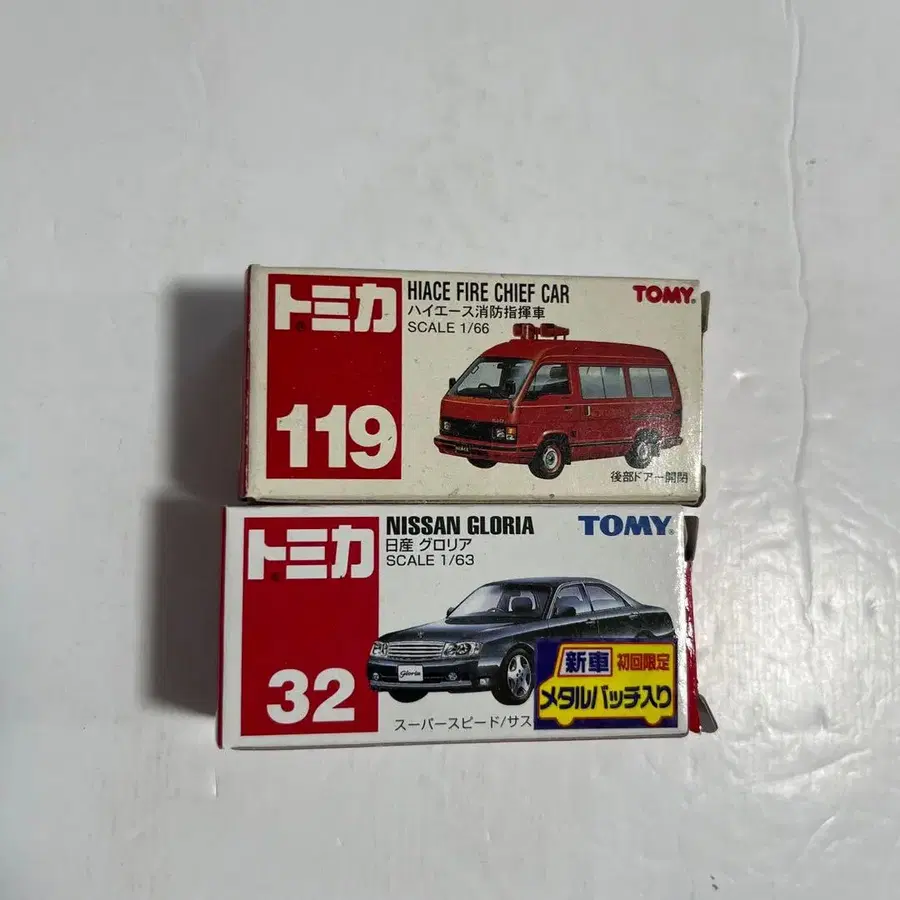 トミカ
119
HIACE FIRE CHIEF CAR
ハイエース消防指揮車
SCALE 1/66
TOMY®
後部ドアー開閉
トミカ
32
NISSAN GLORIA
日産 グロリア
SCALE 1/63
TOMY®
Gloria
新車 初回限定
メタルバッチ入り
スーパースピード/サス